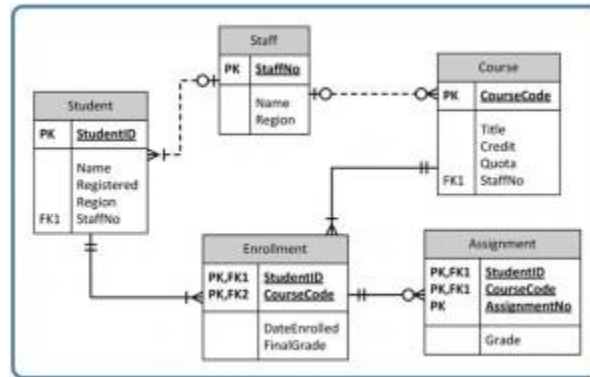 Staff
PK StaffNo
Name
Region
Course
PK CourseCode
Title
Credit
Quota
FK1 StaffNo
Student
PK StudentID
Name
Registered
Region
FK1 StaffNo
Enrollment
PK,FK1 StudentID
PK,FK2 CourseCode
DateEnrolled
FinalGrade
Assignment
PK,FK1 StudentID
PK,FK1 CourseCode
PK AssignmentNo
Grade